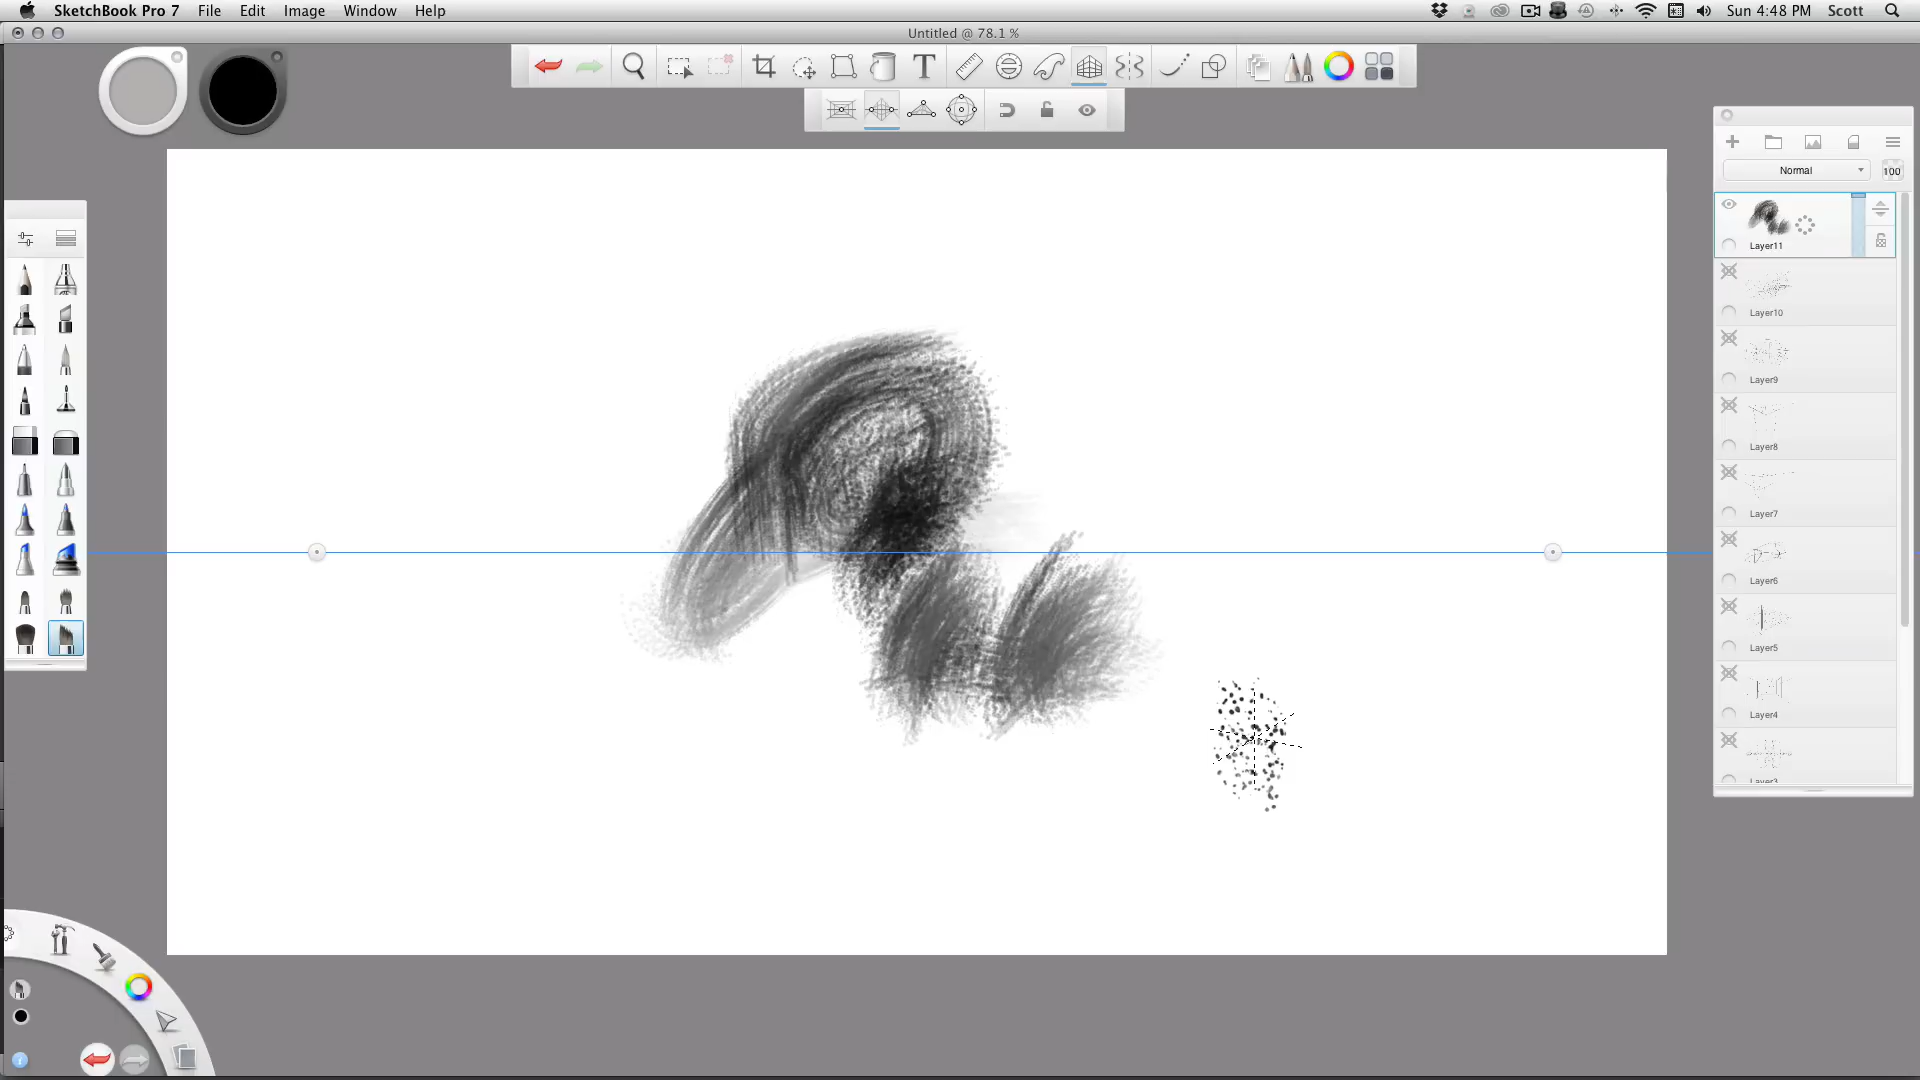 SketchBook Pro 7 File Edit Image Window Help Sun 4:48 PM Scott
Untitled @ 78.1 %
T
Normal 100
Layer11
Layer10
Layer9
Layer8
Layer7
Layer6
Layer5
Layer4
Layer3